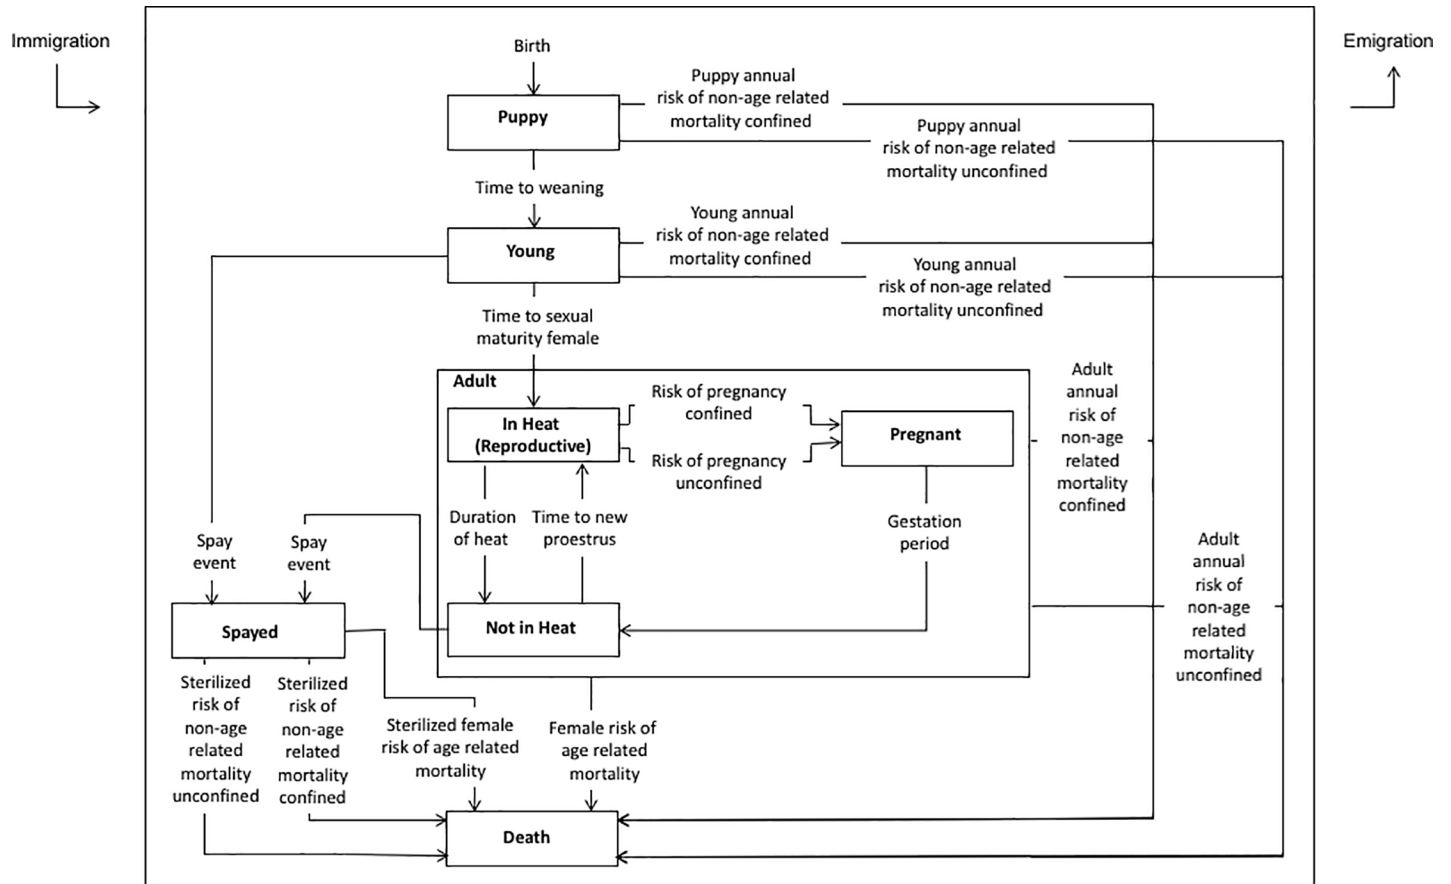 Immigration
Emigration
Birth
Puppy
Puppy annual
risk of non-age related
mortality confined
Puppy annual
risk of non-age related
mortality unconfined
Time to weaning
Young
Young annual
risk of non-age related
mortality confined
Young annual
risk of non-age related
mortality unconfined
Time to sexual
maturity female
Adult
In Heat
(Reproductive)
Risk of pregnancy
confined
Risk of pregnancy
unconfined
Pregnant
Adult
annual
risk of
non-age
related
mortality
confined
Duration
of heat
Time to new
proestrus
Gestation
period
Spay
event
Spay
event
Adult
annual
risk of
non-age
related
mortality
unconfined
Spayed
Not in Heat
Sterilized
risk of
non-age
related
mortality
unconfined
Sterilized
risk of
non-age
related
mortality
confined
Sterilized female
risk of age related
mortality
Female risk of
age related
mortality
Death